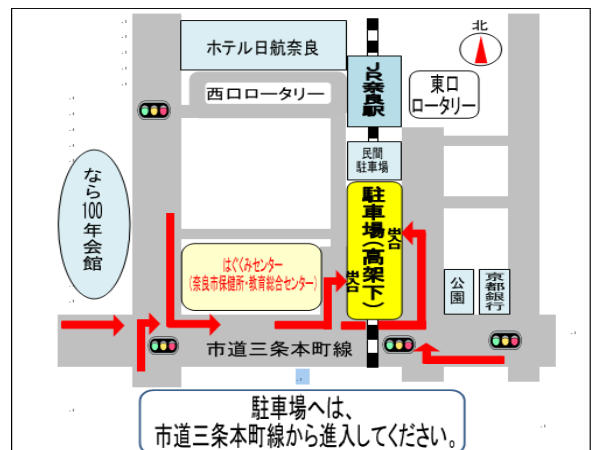 ホテル日航奈良
北
JR奈良駅
東口
ロータリー
西口ロータリー
民間
駐車場
なら100年会館
駐車場(高架下)
出入口
出入口
はぐくみセンター
(奈良市保健所・教育総合センター)
公園
京都銀行
市道三条本町線
駐車場へは、
市道三条本町線から進入してください。